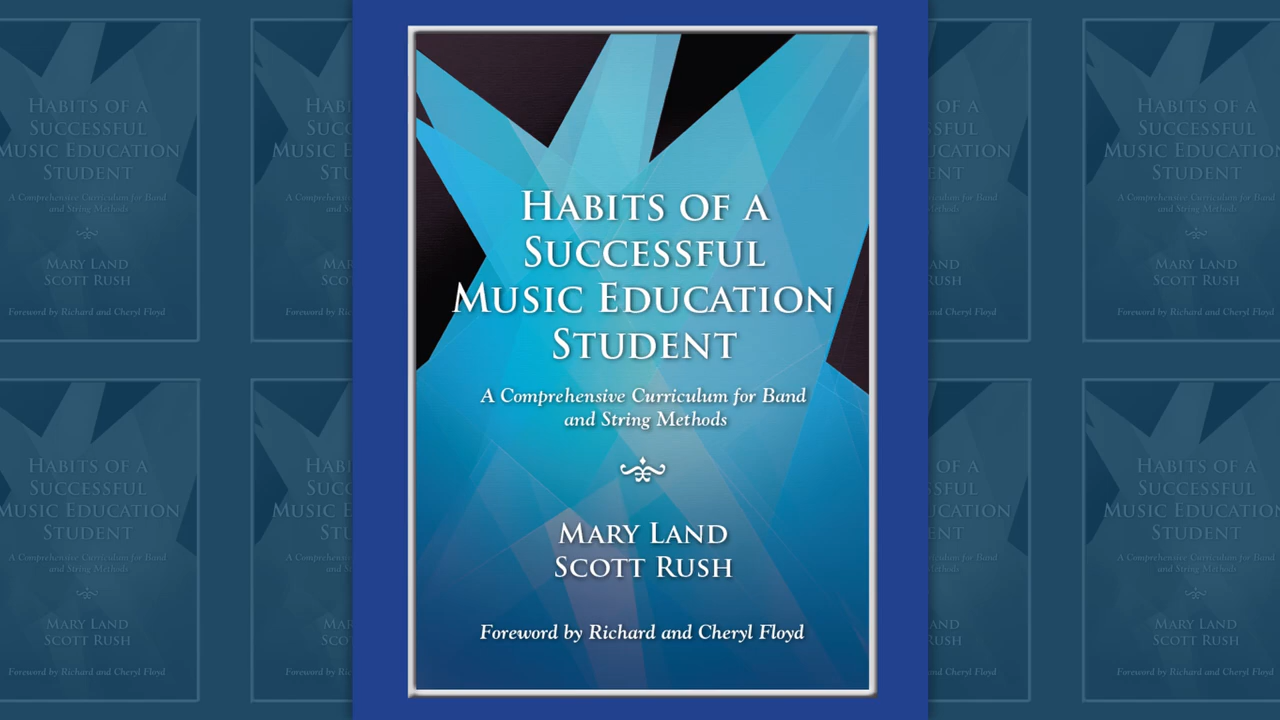 HABITS OF A
SUCCESSFUL
MUSIC EDUCATION
STUDENT
A Comprehensive Curriculum for Band
and String Methods
MARY LAND
SCOTT RUSH
Foreword by Richard and Cheryl Floyd